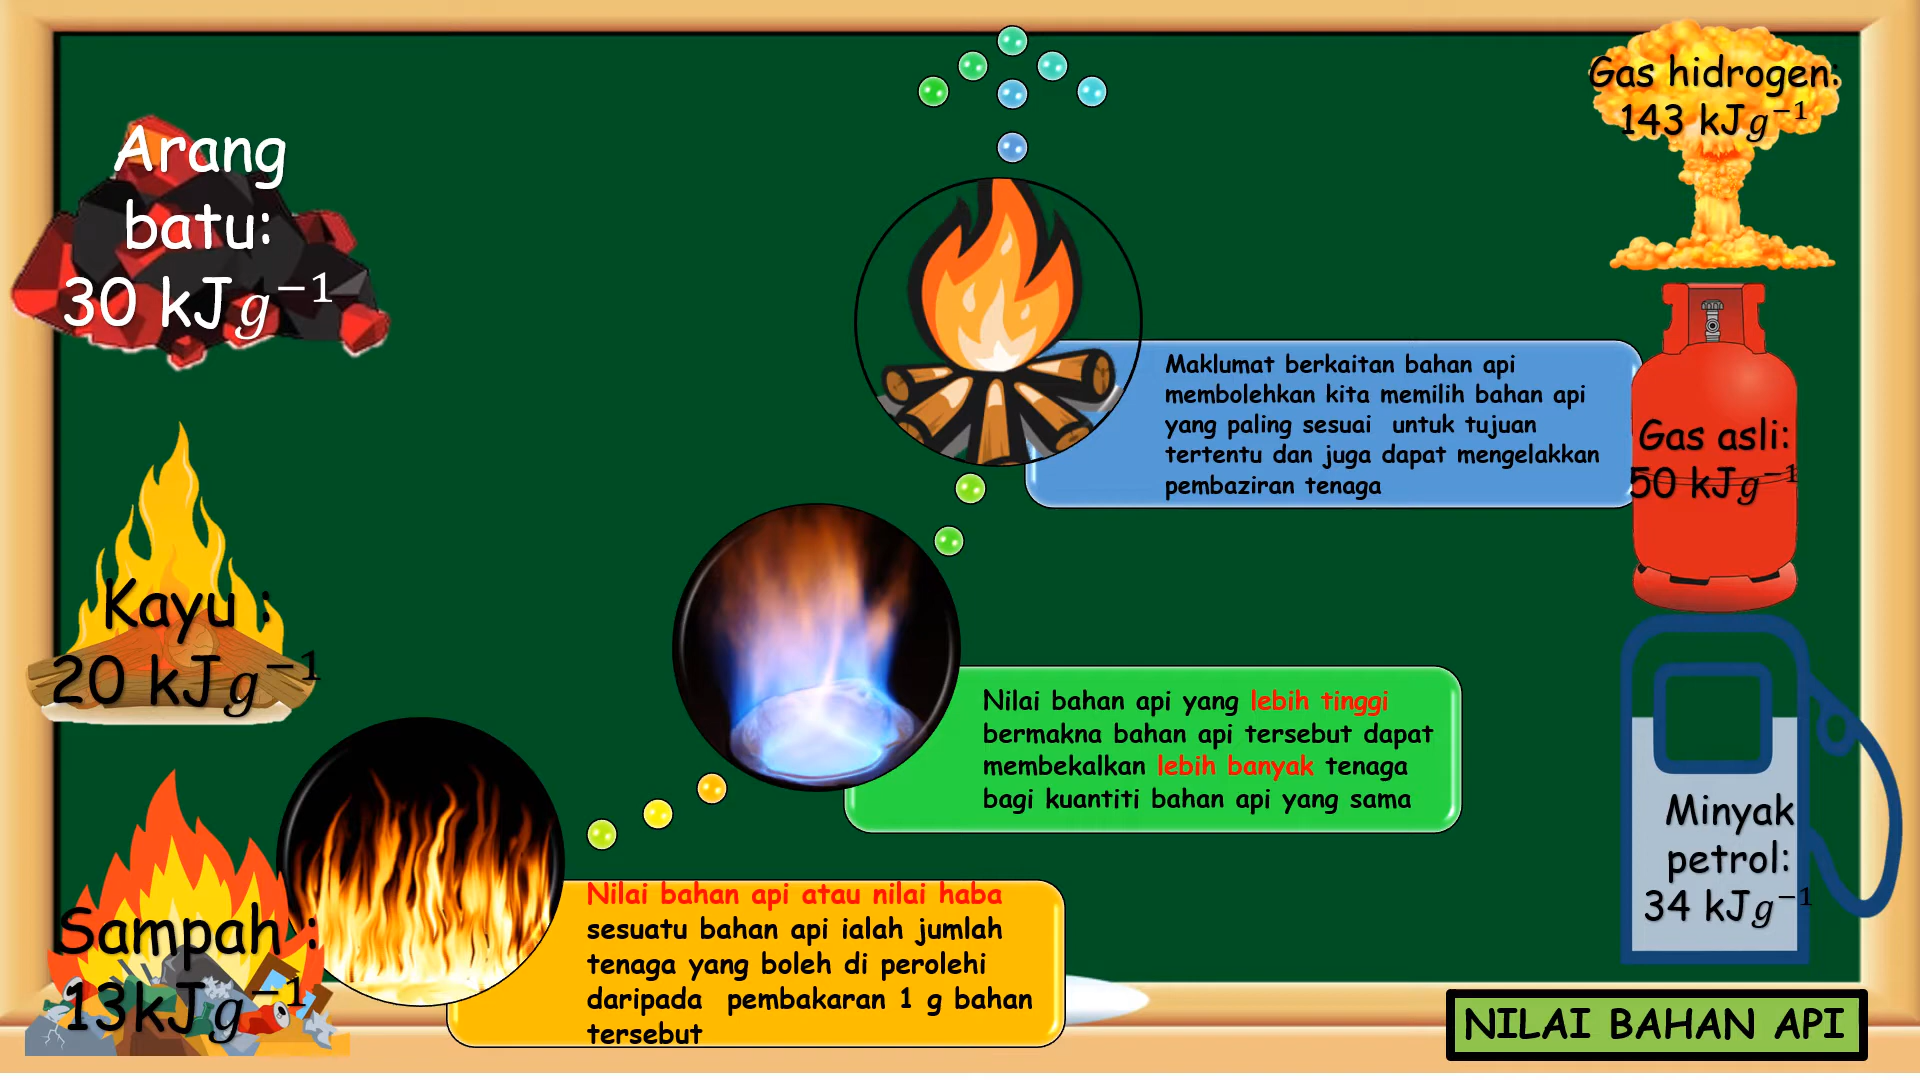 Arang
batu:
30 kJg⁻¹
Kayu :
20 kJg⁻¹
Sampah :
13kJg⁻¹
Maklumat berkaitan bahan api
membolehkan kita memilih bahan api
yang paling sesuai untuk tujuan
tertentu dan juga dapat mengelakkan
pembaziran tenaga
Nilai bahan api yang lebih tinggi
bermakna bahan api tersebut dapat
membekalkan lebih banyak tenaga
bagi kuantiti bahan api yang sama
Nilai bahan api atau nilai haba
sesuatu bahan api ialah jumlah
tenaga yang boleh di perolehi
daripada pembakaran 1 g bahan
tersebut
Gas hidrogen:
143 kJg⁻¹
Gas asli:
50 kJg⁻¹
Minyak
petrol:
34 kJg⁻¹
NILAI BAHAN API